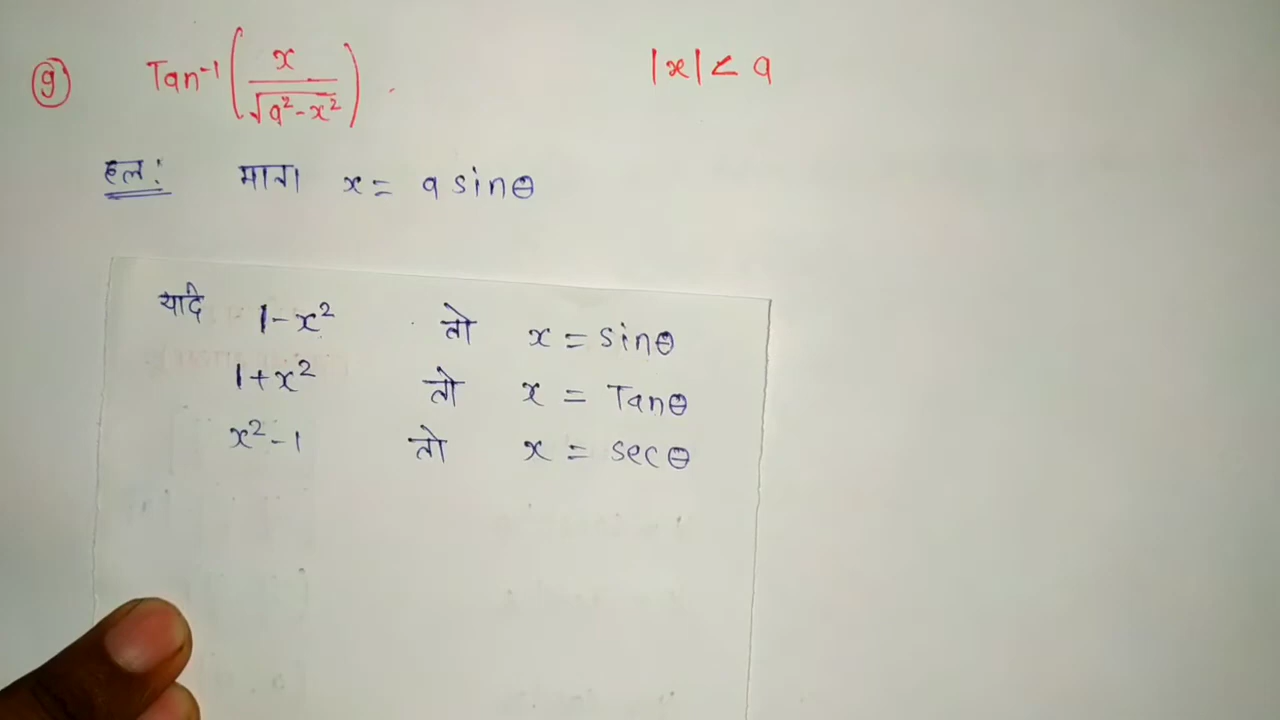 9 Tan⁻¹ ( x / √a² - x² ) . |x| < a
हल : माना x = a sinθ
यदि 1 - x² तो x = sinθ
1 + x² तो x = Tanθ
x² - 1 तो x = secθ